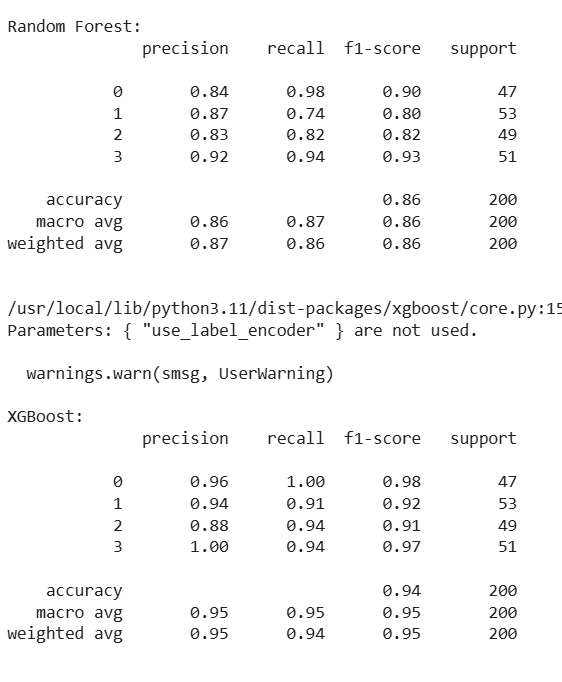 Random Forest:
precision recall f1-score support
0 0.84 0.98 0.90 47
1 0.87 0.74 0.80 53
2 0.83 0.82 0.82 49
3 0.92 0.94 0.93 51
accuracy 0.86 200
macro avg 0.86 0.87 0.86 200
weighted avg 0.87 0.86 0.86 200
/usr/local/lib/python3.11/dist-packages/xgboost/core.py:15
Parameters: { "use_label_encoder" } are not used.
warnings.warn(smsg, UserWarning)
XGBoost:
precision recall f1-score support
0 0.96 1.00 0.98 47
1 0.94 0.91 0.92 53
2 0.88 0.94 0.91 49
3 1.00 0.94 0.97 51
accuracy 0.94 200
macro avg 0.95 0.95 0.95 200
weighted avg 0.95 0.94 0.95 200